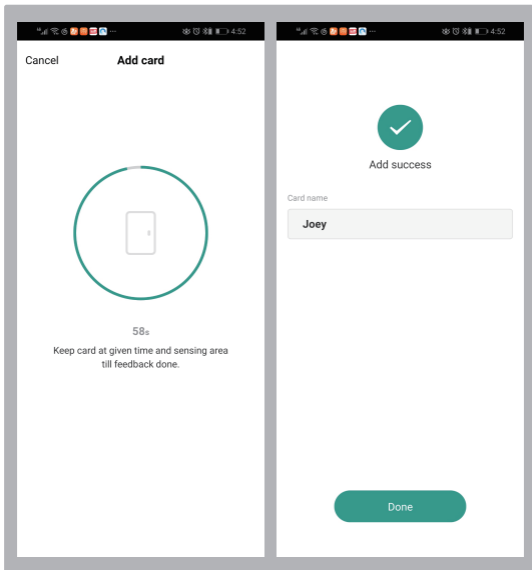 4:52
Cancel
Add card
58s
Keep card at given time and sensing area
till feedback done.
4:52
Add success
Card name
Joey
Done